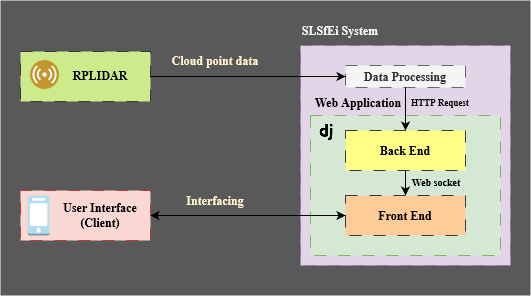 SLSfEi System
Cloud point data
RPLIDAR
Data Processing
Web Application
HTTP Request
dj
Back End
Web socket
User Interface
(Client)
Interfacing
Front End